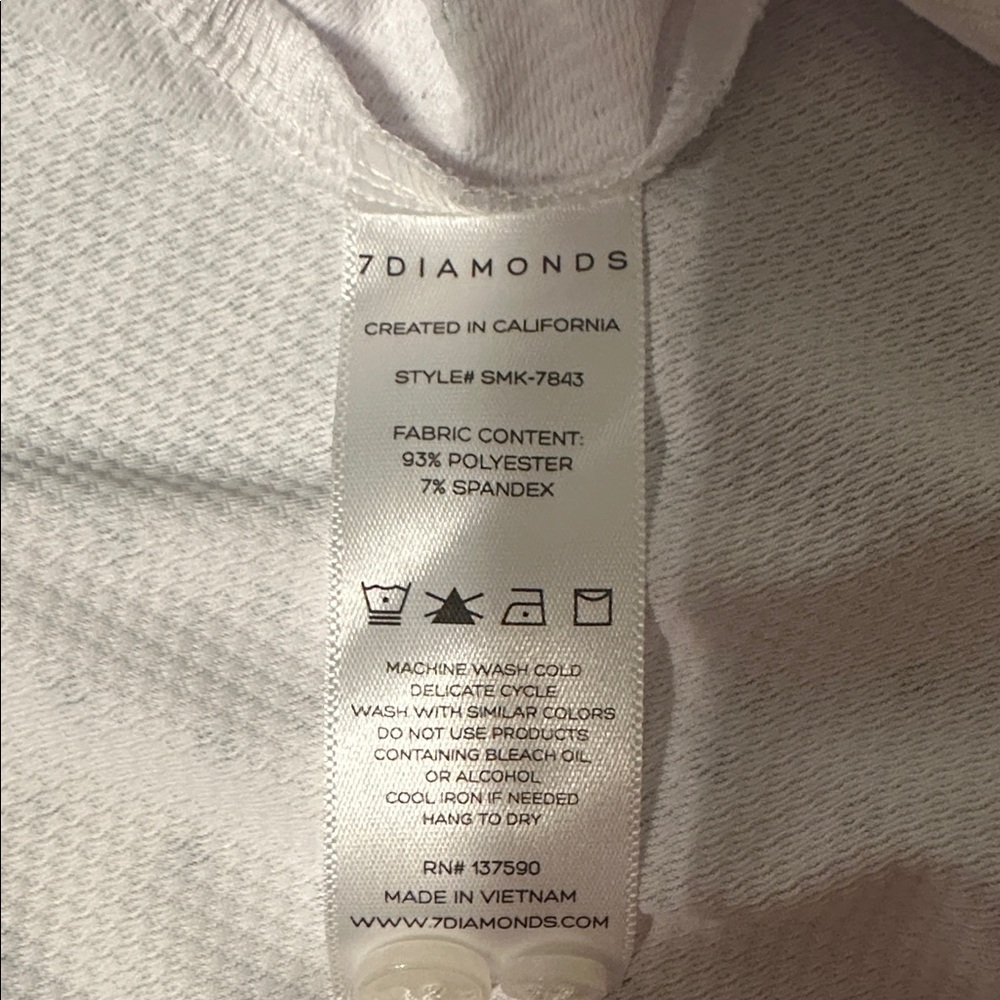 7DIAMONDS
CREATED IN CALIFORNIA
STYLE# SMK-7843
FABRIC CONTENT:
93% POLYESTER
7% SPANDEX
MACHINE WASH COLD
DELICATE CYCLE
WASH WITH SIMILAR COLORS
DO NOT USE PRODUCTS
CONTAINING BLEACH OIL
OR ALCOHOL
COOL IRON IF NEEDED
HANG TO DRY
RN# 137590
MADE IN VIETNAM
WWW.7DIAMONDS.COM